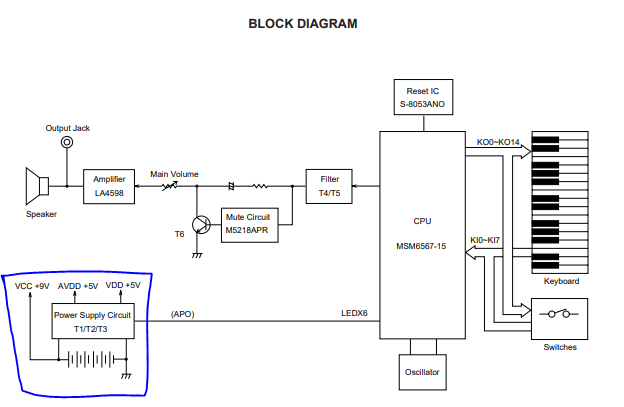 BLOCK DIAGRAM
Reset IC
S-8053ANO
Output Jack
KO0~KO14
Amplifier
LA4598
Main Volume
Filter
T4/T5
Speaker
Mute Circuit
M5218APR
T6
CPU
MSM6567-15
KI0~KI7
Keyboard
VCC +9V
AVDD +5V
VDD +5V
Power Supply Circuit
T1/T2/T3
(APO)
LEDX6
Switches
Oscillator